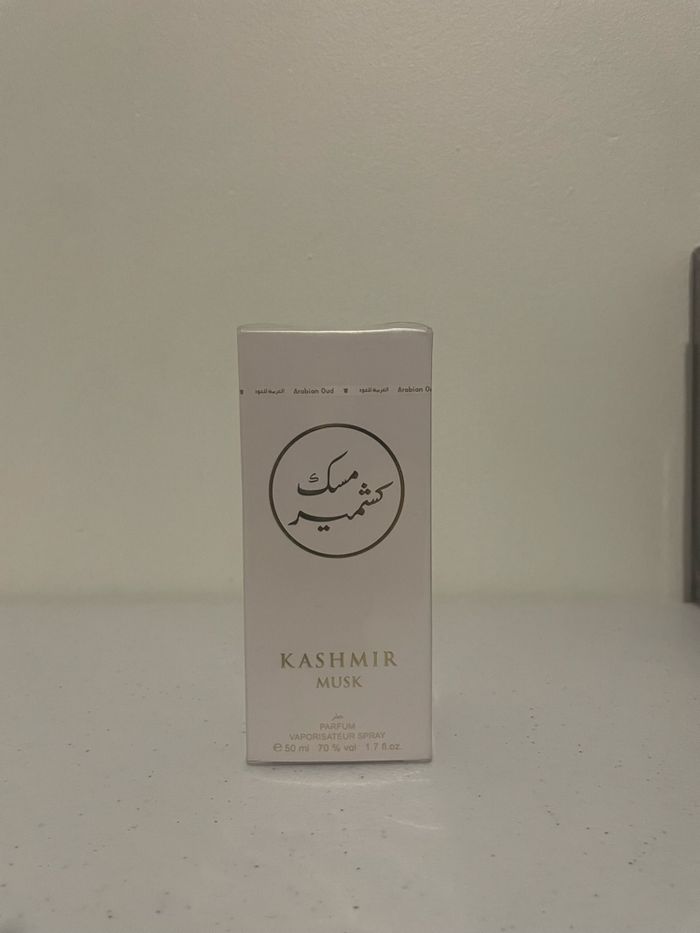 العربية للعود Arabian Oud العربية للعود Arabian Ou
مسك
كشمير
KASHMIR
MUSK
عطر
PARFUM
VAPORISATEUR SPRAY
℮ 50 ml 70 % vol 1.7 fl.oz.